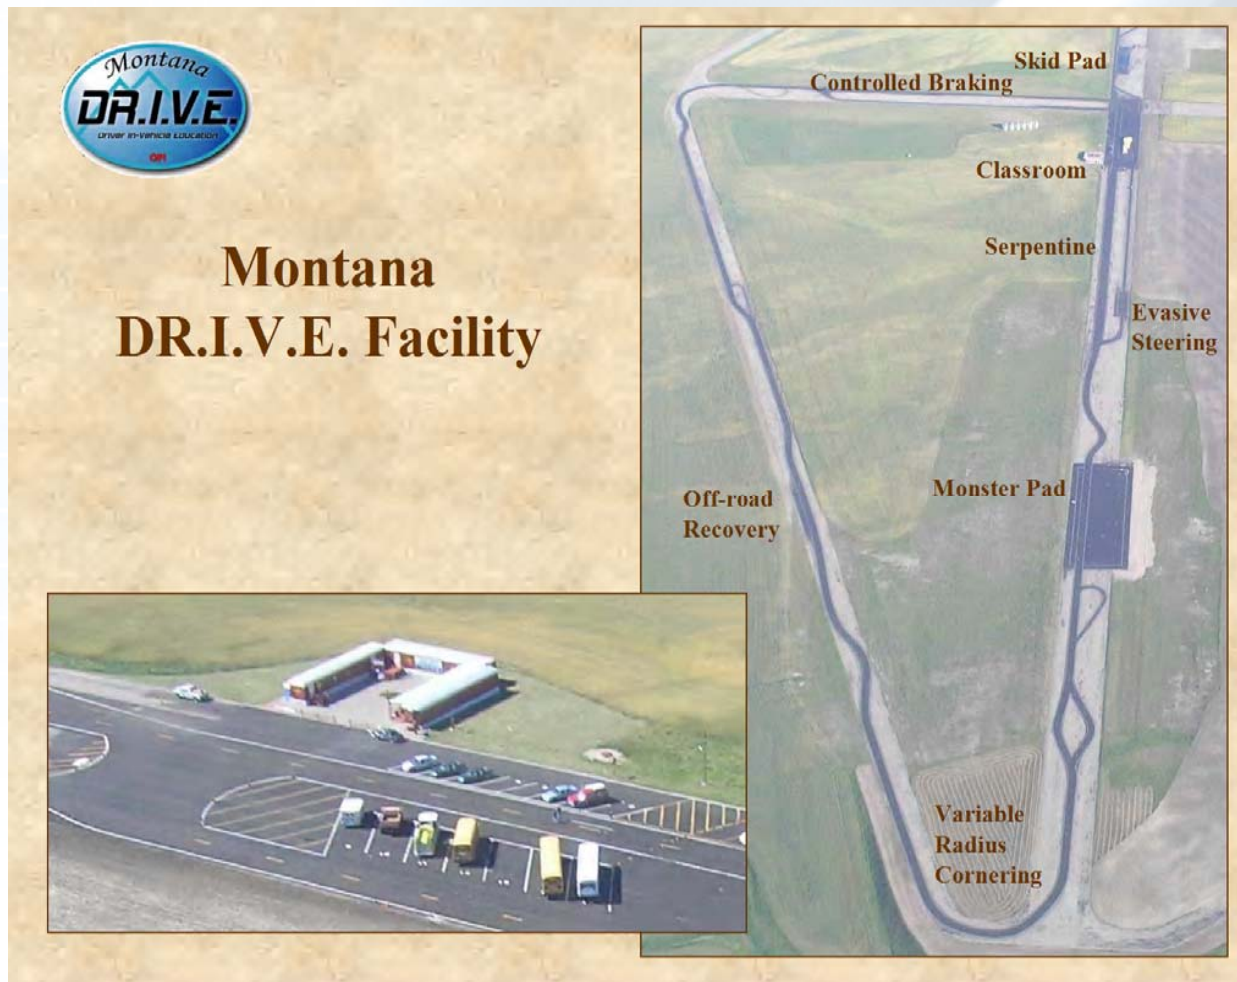 Montana
DR.I.V.E.
Driver In-Vehicle Education
OPI
Montana
DR.I.V.E. Facility
Skid Pad
Controlled Braking
Classroom
Serpentine
Evasive
Steering
Monster Pad
Off-road
Recovery
Variable
Radius
Cornering